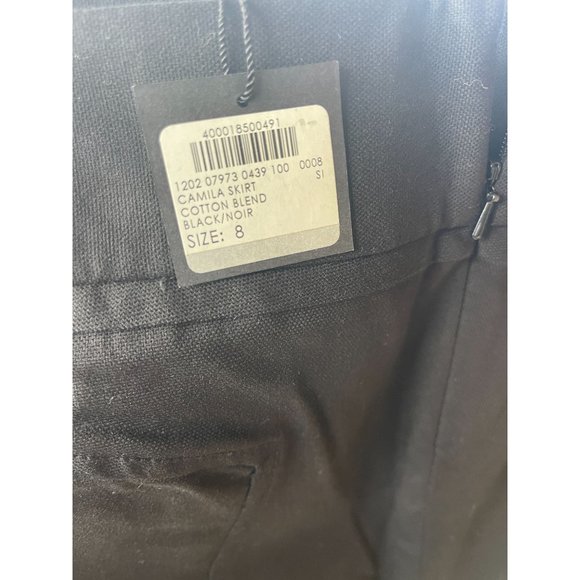 400018500491
1202 07973 0439 100 0008
CAMILA SKIRT SI
COTTON BLEND
BLACK/NOIR
SIZE: 8